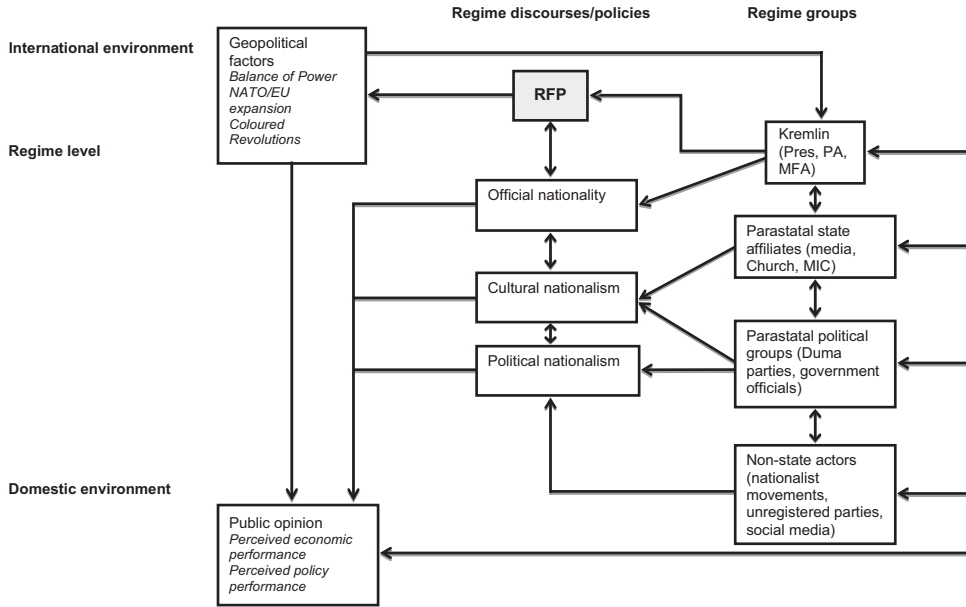 Regime discourses/policies
Regime groups
International environment
Geopolitical
factors
Balance of Power
NATO/EU
expansion
Coloured
Revolutions
RFP
Regime level
Kremlin
(Pres, PA,
MFA)
Official nationality
Parastatal state
affiliates (media,
Church, MIC)
Cultural nationalism
Parastatal political
groups (Duma
parties, government
officials)
Political nationalism
Non-state actors
(nationalist
movements,
unregistered parties,
social media)
Domestic environment
Public opinion
Perceived economic
performance
Perceived policy
performance